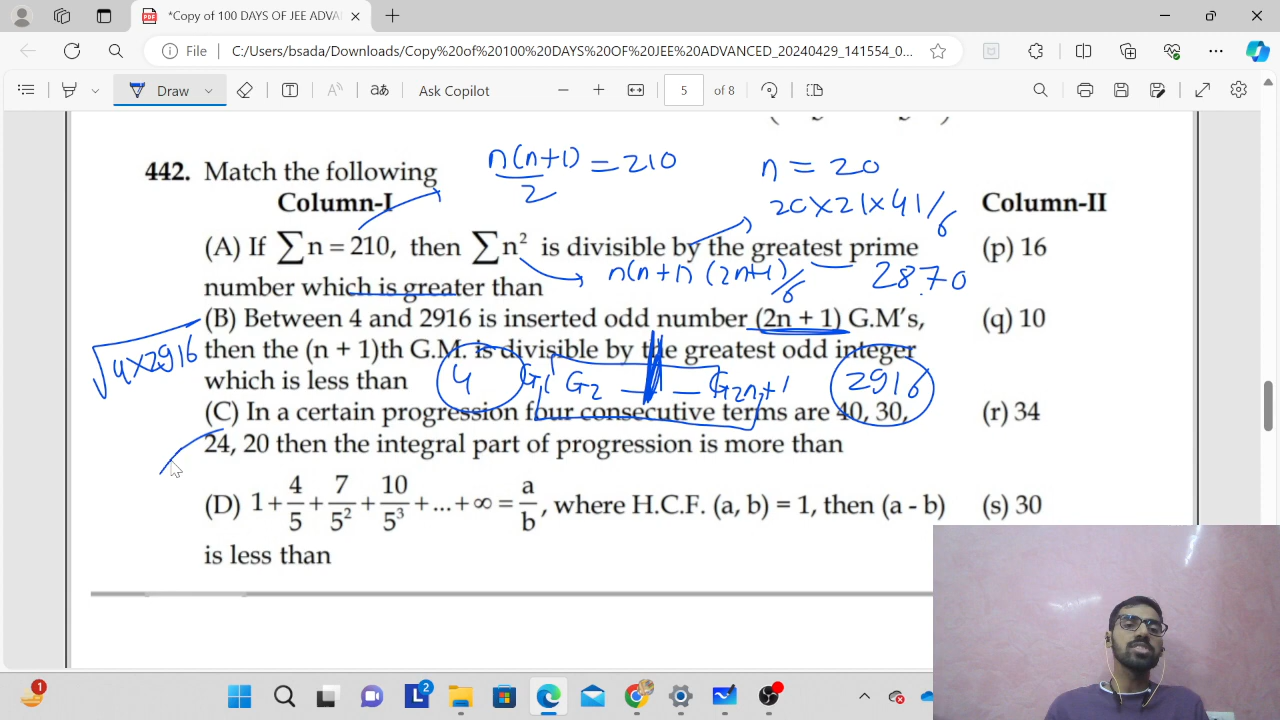 *Copy of 100 DAYS OF JEE ADVA
File C:/Users/bsada/Downloads/Copy%20of%20100%20DAYS%20OF%20JEE%20ADVANCED_20240429_141554_0...
Draw Ask Copilot 5 of 8
442. Match the following
n(n+1)/2 = 210
n = 20
Column-I
20×21×41/6
Column-II
(A) If ∑n = 210, then ∑n² is divisible by the greatest prime (p) 16
n(n+1)(2n+1)/6 = 2870
number which is greater than
(B) Between 4 and 2916 is inserted odd number (2n + 1) G.M's, (q) 10
√4×2916
then the (n + 1)th G.M. is divisible by the greatest odd integer
which is less than
4 G1 G2 — — G2n+1 2916
(C) In a certain progression four consecutive terms are 40, 30, (r) 34
24, 20 then the integral part of progression is more than
(D) 1 + 4/5 + 7/5² + 10/5³ + ... + ∞ = a/b, where H.C.F. (a, b) = 1, then (a - b) (s) 30
is less than
1
2